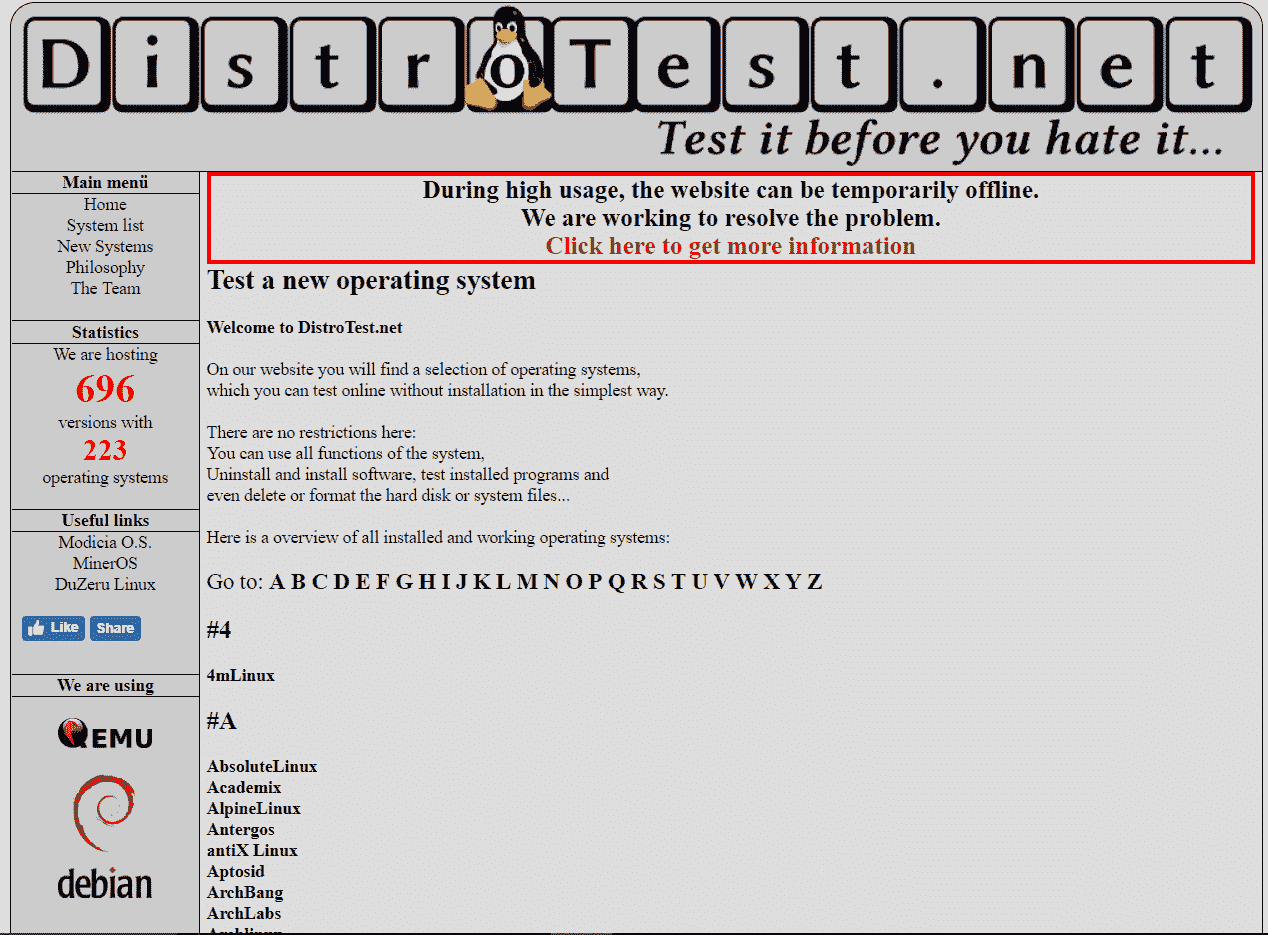 DistroTest.net
Test it before you hate it...
Main menü
Home
System list
New Systems
Philosophy
The Team
Statistics
We are hosting
696
versions with
223
operating systems
Useful links
Modicia O.S.
MinerOS
DuZeru Linux
Like Share
We are using
QEMU
debian
During high usage, the website can be temporarily offline.
We are working to resolve the problem.
Click here to get more information
Test a new operating system
Welcome to DistroTest.net
On our website you will find a selection of operating systems,
which you can test online without installation in the simplest way.
There are no restrictions here:
You can use all functions of the system,
Uninstall and install software, test installed programs and
even delete or format the hard disk or system files...
Here is a overview of all installed and working operating systems:
Go to: A B C D E F G H I J K L M N O P Q R S T U V W X Y Z
#4
4mLinux
#A
AbsoluteLinux
Academix
AlpineLinux
Antergos
antiX Linux
Aptosid
ArchBang
ArchLabs